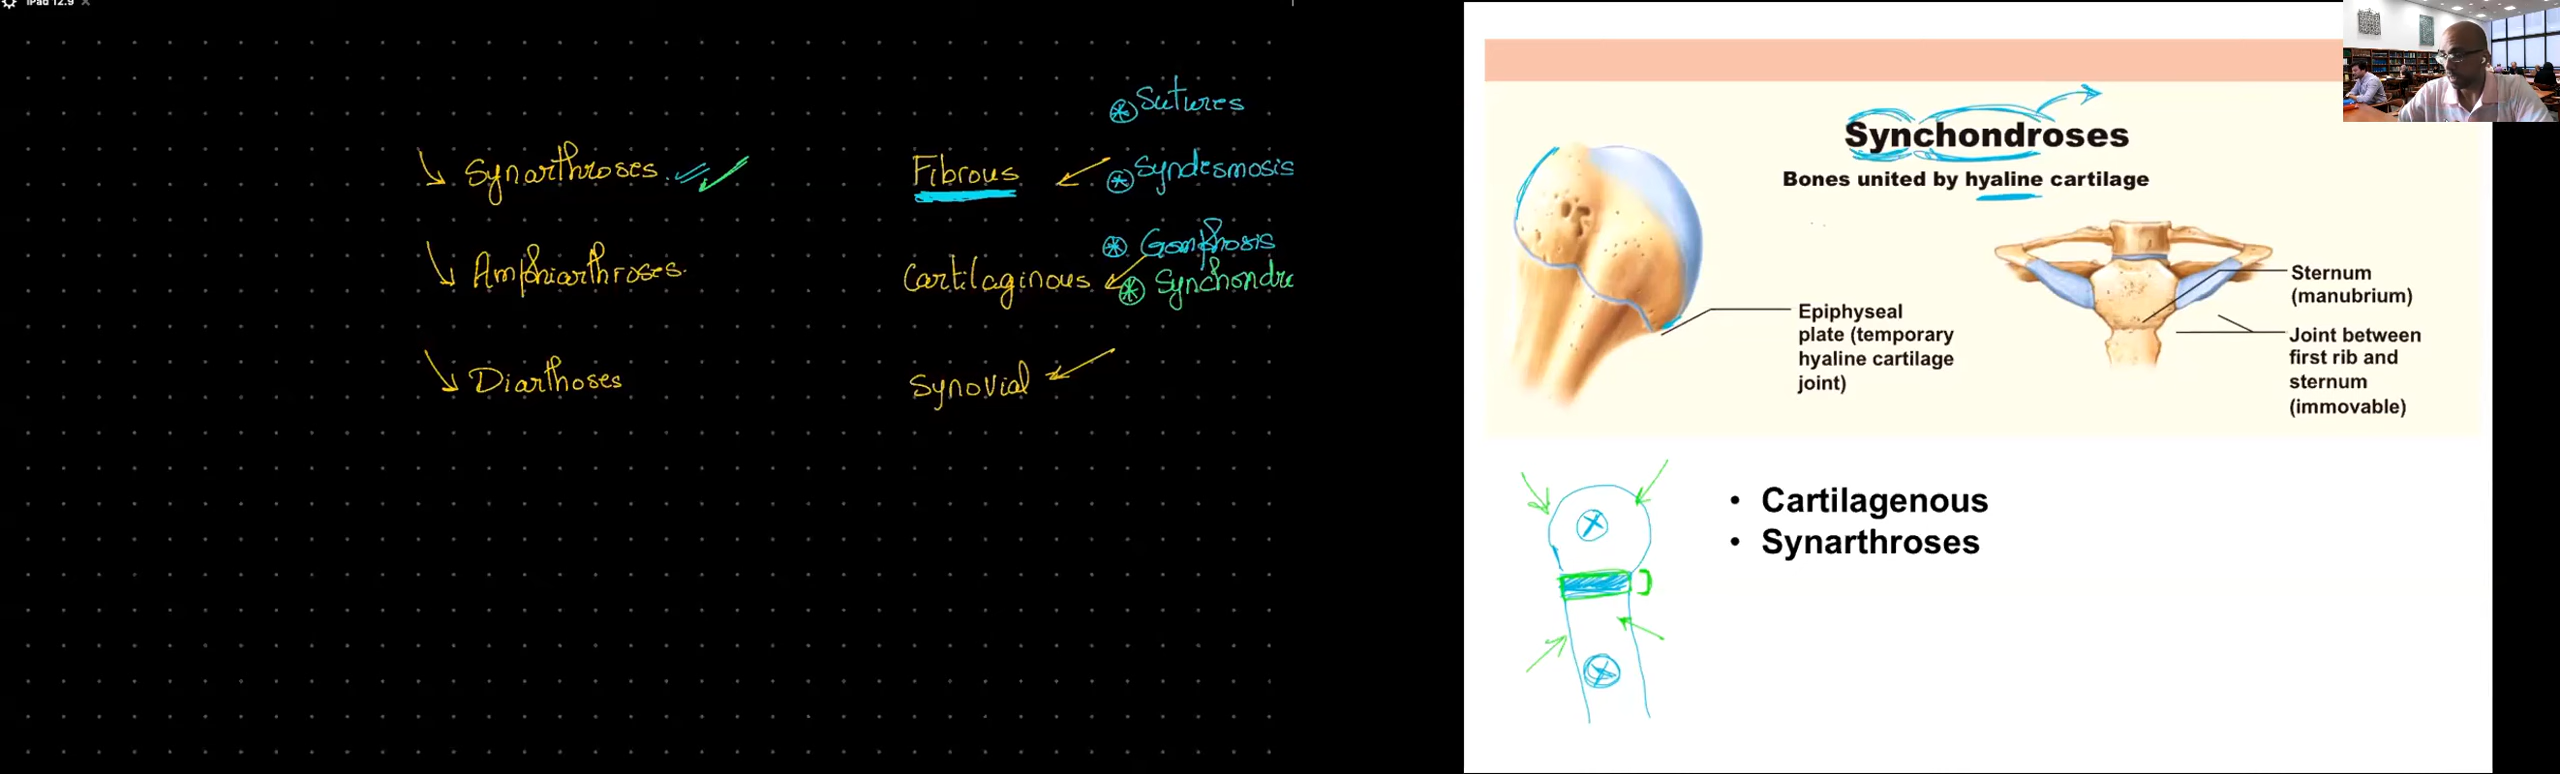 iPad 12.9
Sutures
Synarthroses.
Fibrous
Syndesmosis
Gomphosis
Amphiarthroses.
Cartilaginous
Synchondr
Diarthoses
Synovial
Synchondroses
Bones united by hyaline cartilage
Epiphyseal
plate (temporary
hyaline cartilage
joint)
Sternum
(manubrium)
Joint between
first rib and
sternum
(immovable)
• Cartilagenous
• Synarthroses